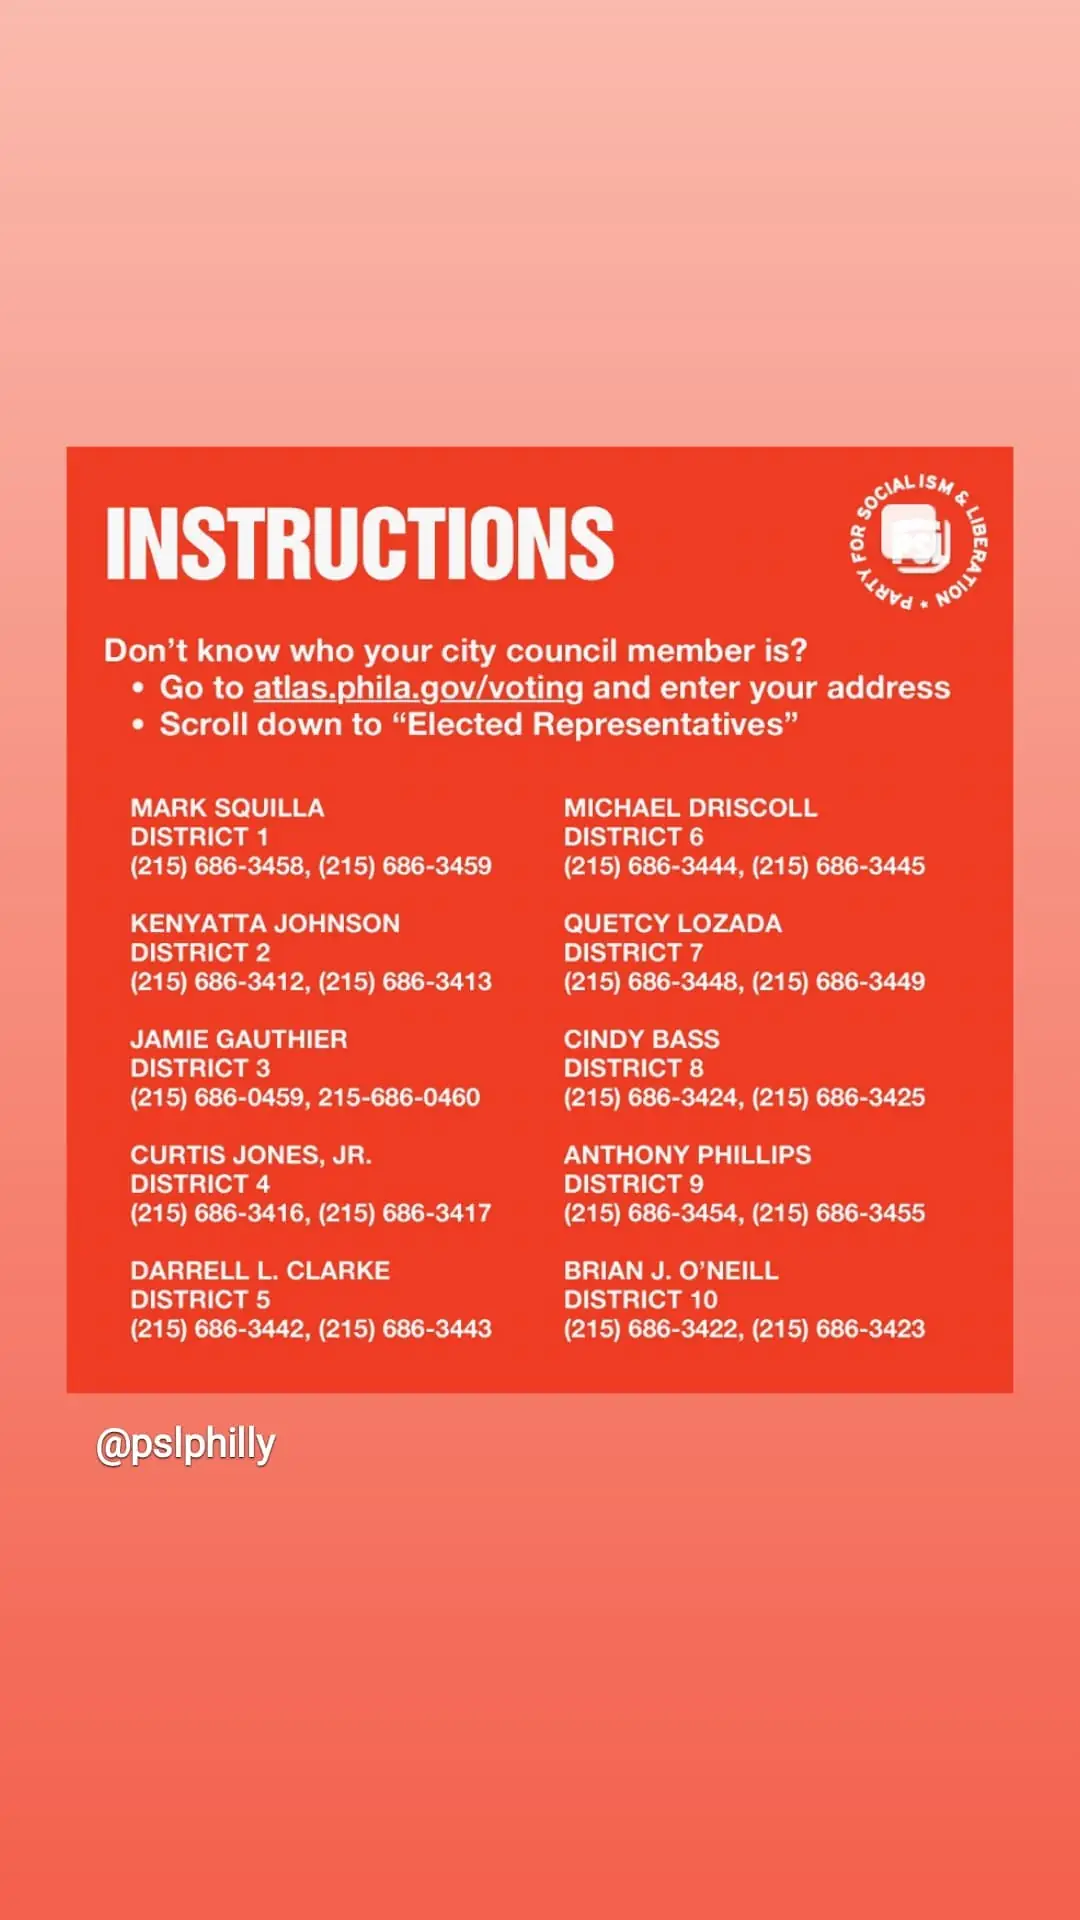 INSTRUCTIONS
PARTY FOR SOCIALISM & LIBERATION
PSL
Don’t know who your city council member is?
• Go to atlas.phila.gov/voting and enter your address
• Scroll down to “Elected Representatives”
MARK SQUILLA
DISTRICT 1
(215) 686-3458, (215) 686-3459
KENYATTA JOHNSON
DISTRICT 2
(215) 686-3412, (215) 686-3413
JAMIE GAUTHIER
DISTRICT 3
(215) 686-0459, 215-686-0460
CURTIS JONES, JR.
DISTRICT 4
(215) 686-3416, (215) 686-3417
DARRELL L. CLARKE
DISTRICT 5
(215) 686-3442, (215) 686-3443
MICHAEL DRISCOLL
DISTRICT 6
(215) 686-3444, (215) 686-3445
QUETCY LOZADA
DISTRICT 7
(215) 686-3448, (215) 686-3449
CINDY BASS
DISTRICT 8
(215) 686-3424, (215) 686-3425
ANTHONY PHILLIPS
DISTRICT 9
(215) 686-3454, (215) 686-3455
BRIAN J. O’NEILL
DISTRICT 10
(215) 686-3422, (215) 686-3423
@pslphilly